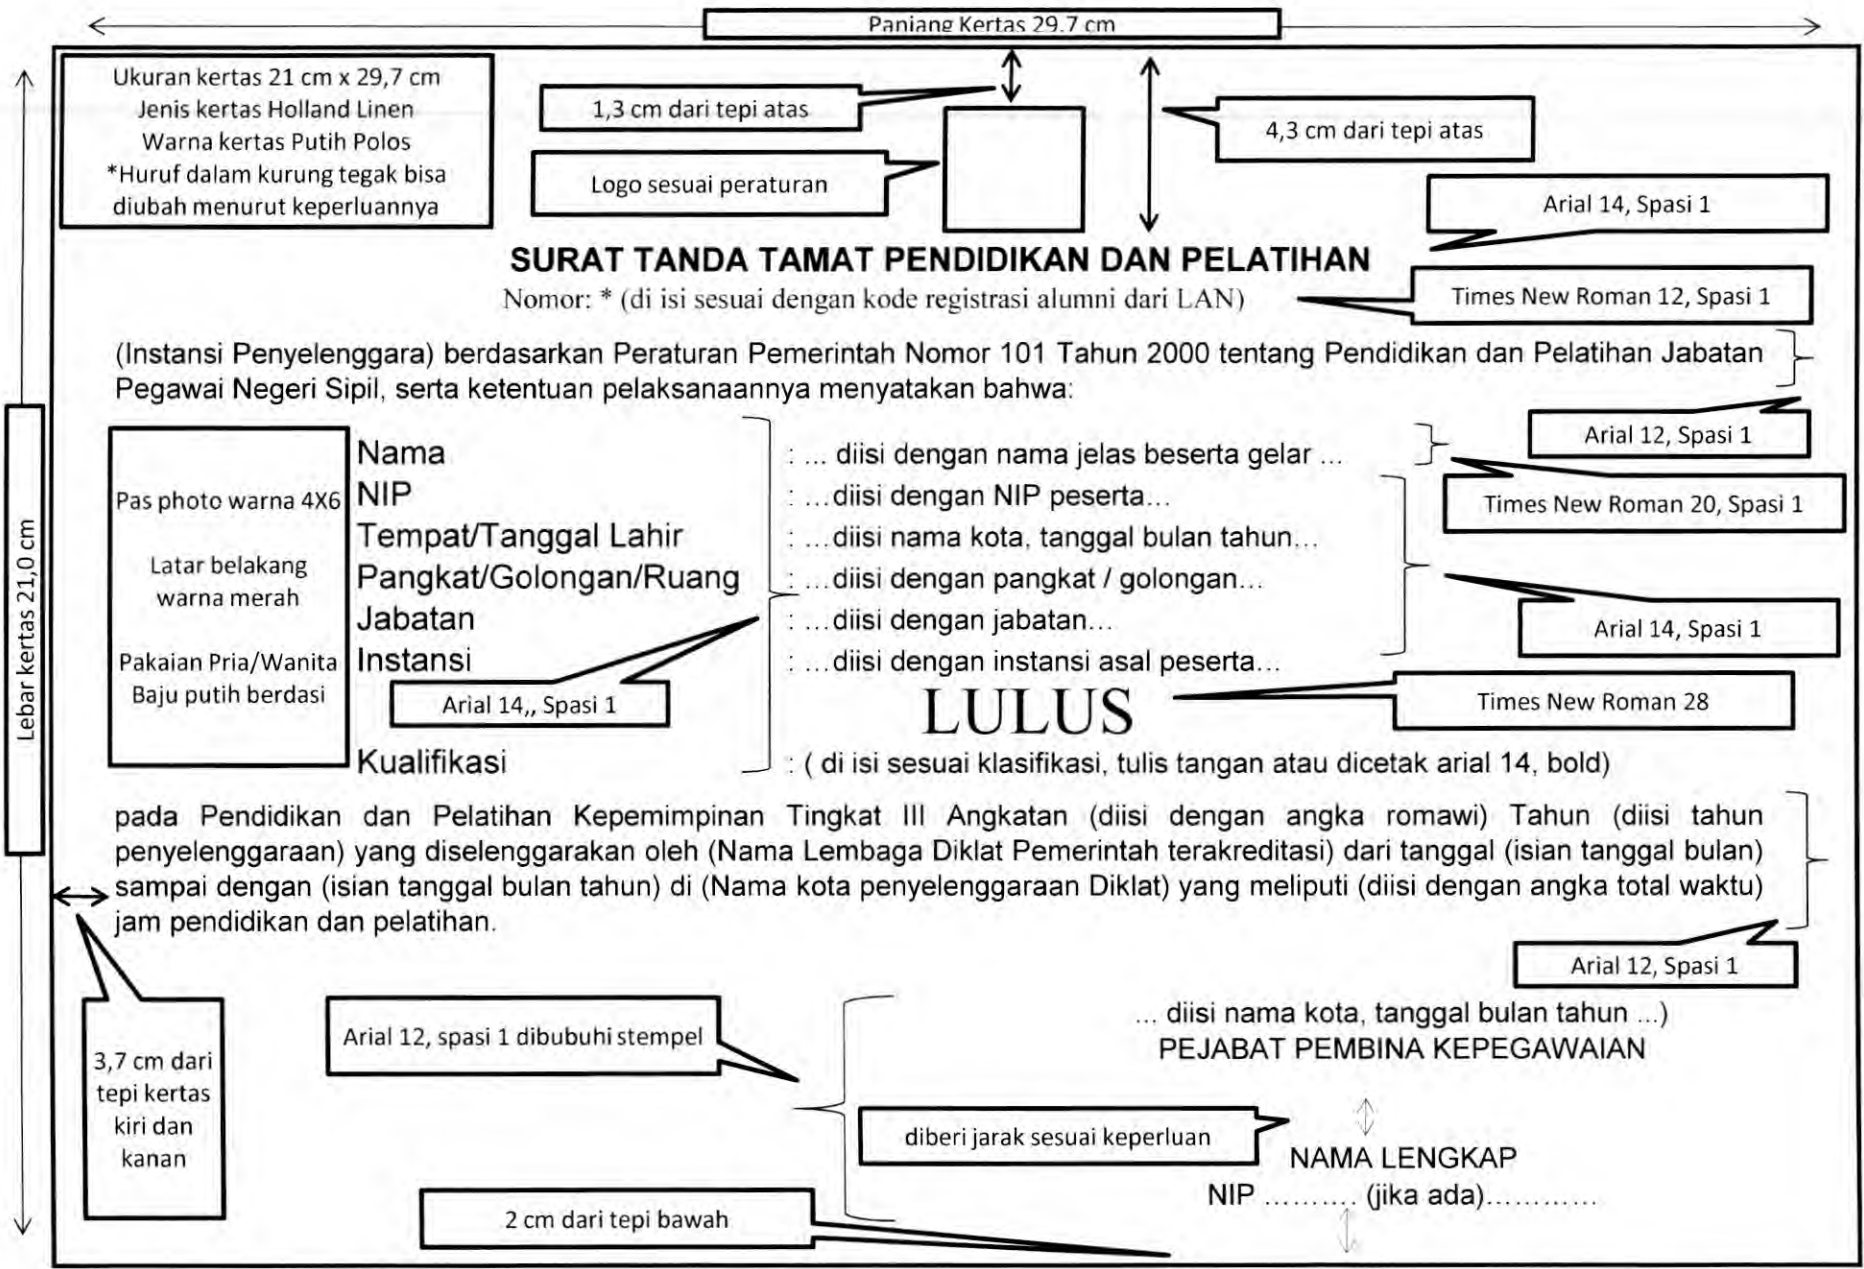 Panjang Kertas 29.7 cm
Ukuran kertas 21 cm x 29,7 cm
Jenis kertas Holland Linen
Warna kertas Putih Polos
*Huruf dalam kurung tegak bisa
diubah menurut keperluannya
1,3 cm dari tepi atas
4,3 cm dari tepi atas
Logo sesuai peraturan
Arial 14, Spasi 1
SURAT TANDA TAMAT PENDIDIKAN DAN PELATIHAN
Nomor: * (di isi sesuai dengan kode registrasi alumni dari LAN)
Times New Roman 12, Spasi 1
(Instansi Penyelenggara) berdasarkan Peraturan Pemerintah Nomor 101 Tahun 2000 tentang Pendidikan dan Pelatihan Jabatan
Pegawai Negeri Sipil, serta ketentuan pelaksanaannya menyatakan bahwa:
Arial 12, Spasi 1
Lebar kertas 21,0 cm
Pas photo warna 4X6
Latar belakang
warna merah
Pakaian Pria/Wanita
Baju putih berdasi
Nama : ... diisi dengan nama jelas beserta gelar ...
NIP : ...diisi dengan NIP peserta...
Tempat/Tanggal Lahir : ...diisi nama kota, tanggal bulan tahun...
Pangkat/Golongan/Ruang : ...diisi dengan pangkat / golongan...
Jabatan : ...diisi dengan jabatan...
Instansi : ...diisi dengan instansi asal peserta...
Times New Roman 20, Spasi 1
Arial 14, Spasi 1
Arial 14,, Spasi 1
LULUS
Times New Roman 28
Kualifikasi : ( di isi sesuai klasifikasi, tulis tangan atau dicetak arial 14, bold)
pada Pendidikan dan Pelatihan Kepemimpinan Tingkat III Angkatan (diisi dengan angka romawi) Tahun (diisi tahun
penyelenggaraan) yang diselenggarakan oleh (Nama Lembaga Diklat Pemerintah terakreditasi) dari tanggal (isian tanggal bulan)
sampai dengan (isian tanggal bulan tahun) di (Nama kota penyelenggaraan Diklat) yang meliputi (diisi dengan angka total waktu)
jam pendidikan dan pelatihan.
Arial 12, Spasi 1
3,7 cm dari
tepi kertas
kiri dan
kanan
Arial 12, spasi 1 dibubuhi stempel
... diisi nama kota, tanggal bulan tahun ...)
PEJABAT PEMBINA KEPEGAWAIAN
diberi jarak sesuai keperluan
NAMA LENGKAP
NIP .......... (jika ada)............
2 cm dari tepi bawah